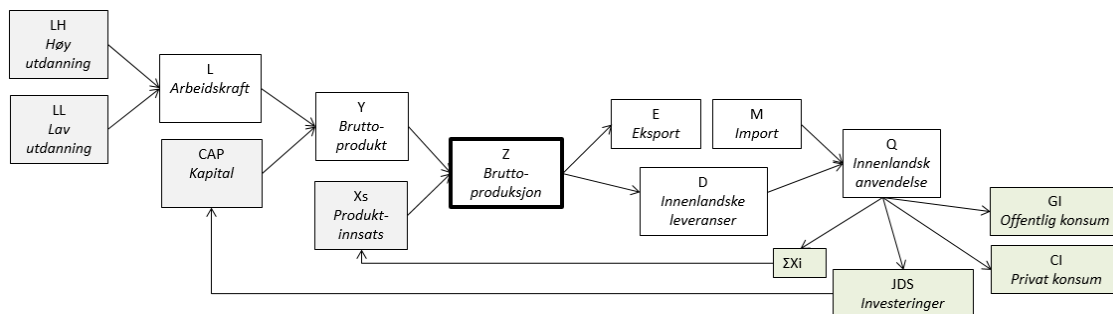 LH
Høy
utdanning
LL
Lav
utdanning
L
Arbeidskraft
CAP
Kapital
Y
Brutto-
produkt
Xs
Produkt-
innsats
Z
Brutto-
produksjon
E
Eksport
M
Import
D
Innenlandske
leveranser
Q
Innenlandsk
anvendelse
GI
Offentlig konsum
CI
Privat konsum
ΣXi
JDS
Investeringer